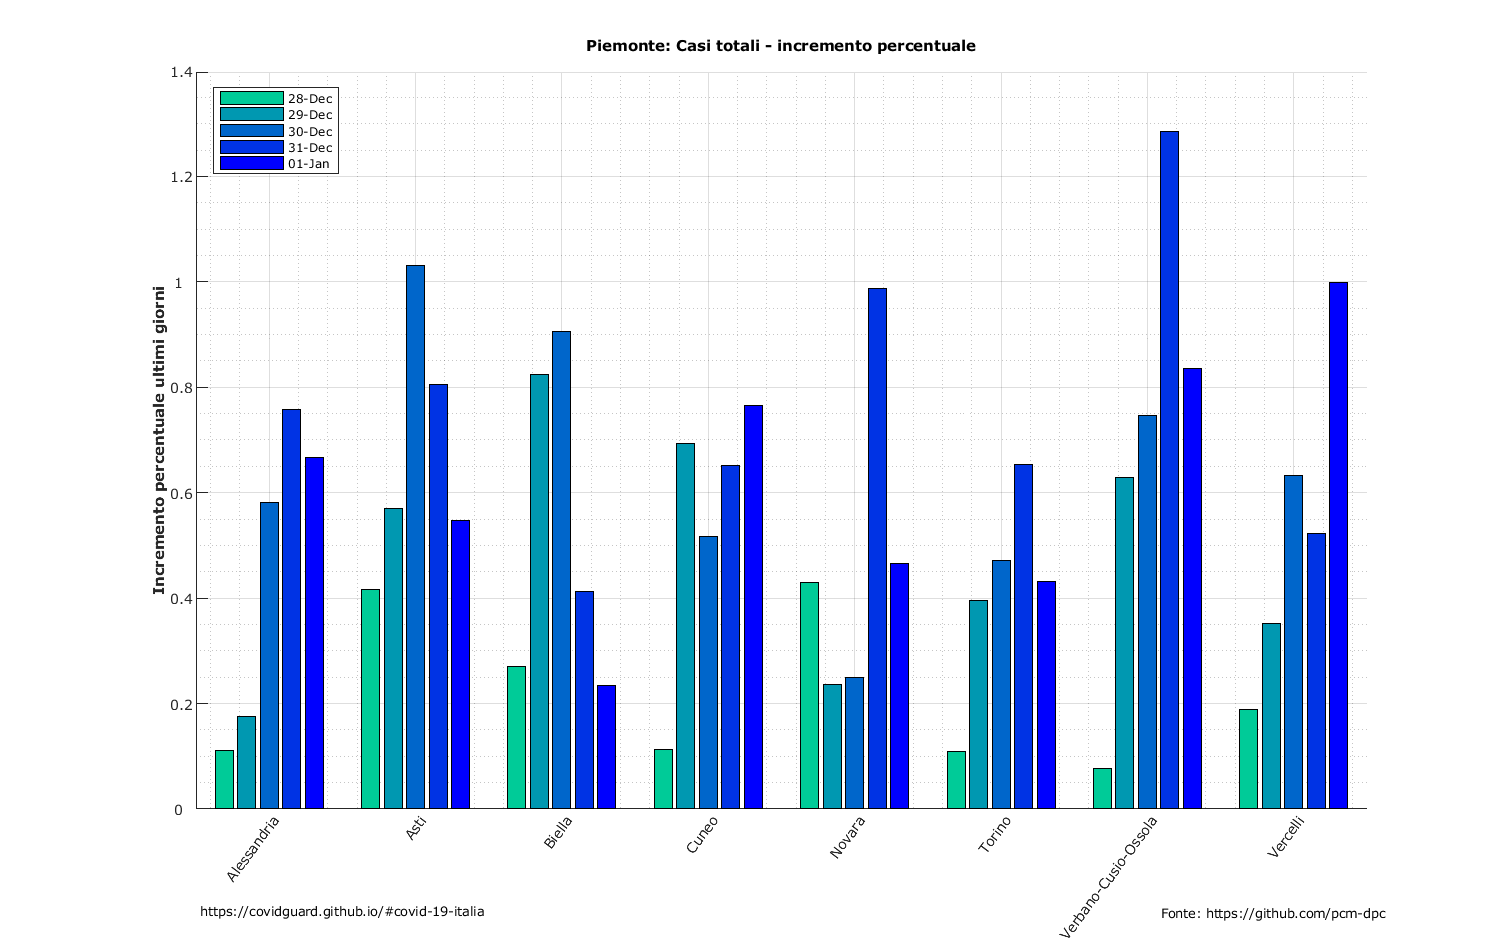 Piemonte: Casi totali - incremento percentuale
1.4
1.2
1
0.8
0.6
0.4
0.2
0
Incremento percentuale ultimi giorni
28-Dec
29-Dec
30-Dec
31-Dec
01-Jan
Alessandria
Asti
Biella
Cuneo
Novara
Torino
Verbano-Cusio-Ossola
Vercelli
https://covidguard.github.io/#covid-19-italia
Fonte: https://github.com/pcm-dpc